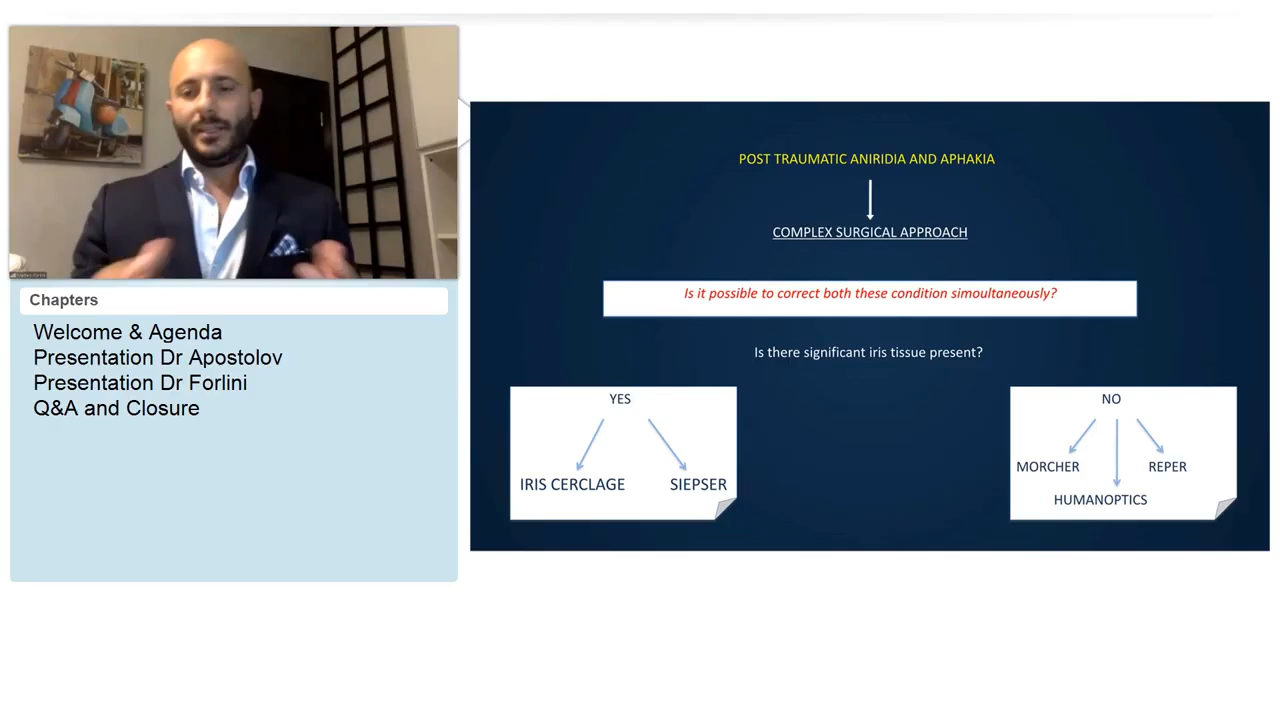 Chapters
Welcome & Agenda
Presentation Dr Apostolov
Presentation Dr Forlini
Q&A and Closure
POST TRAUMATIC ANIRIDIA AND APHAKIA
COMPLEX SURGICAL APPROACH
Is it possible to correct both these condition simoultaneously?
Is there significant iris tissue present?
YES
IRIS CERCLAGE SIEPSER
NO
MORCHER REPER
HUMANOPTICS